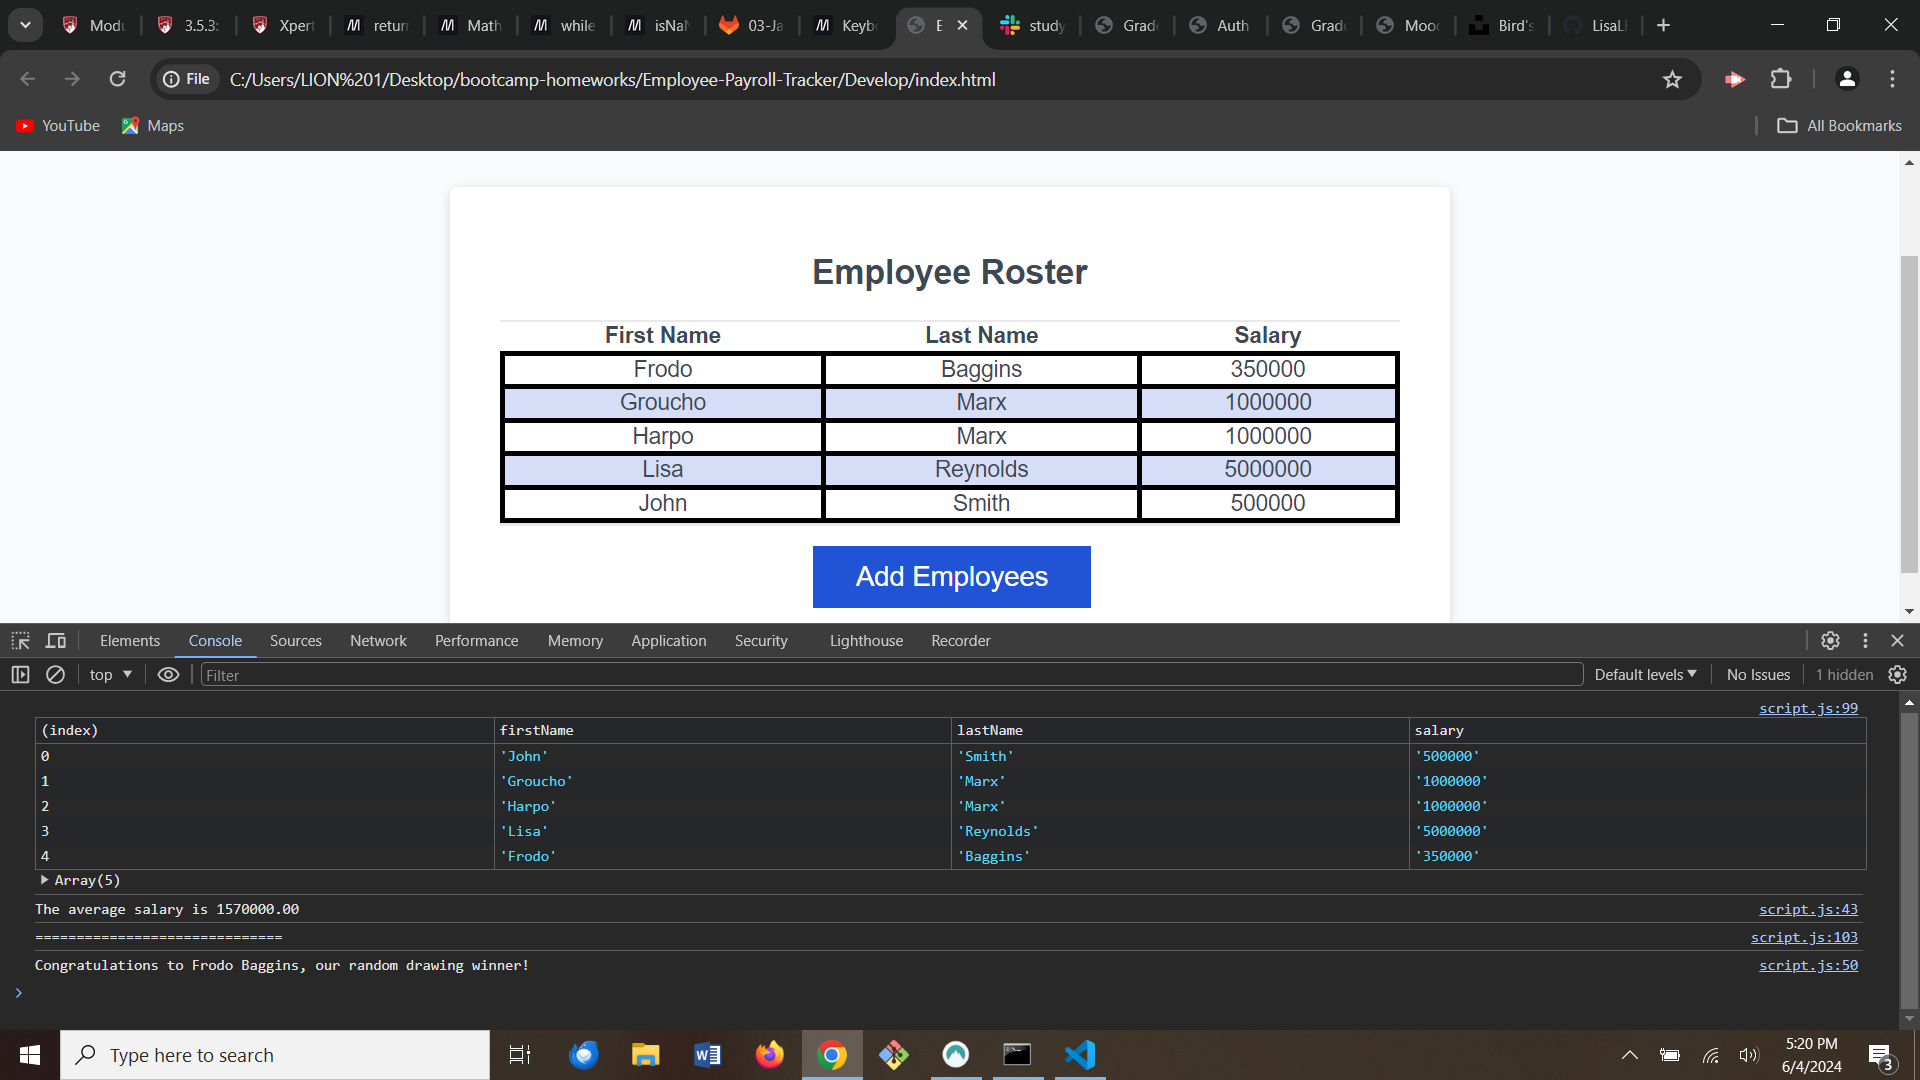 Modu
3.5.3:
Xpert
return
Math
while
isNaN
03-Ja
Keyb
E
study
Grade
Auth
Grade
Mood
Bird's
LisaLR
File
C:/Users/LION%201/Desktop/bootcamp-homeworks/Employee-Payroll-Tracker/Develop/index.html
YouTube
Maps
All Bookmarks
Employee Roster
First Name Last Name Salary
Frodo Baggins 350000
Groucho Marx 1000000
Harpo Marx 1000000
Lisa Reynolds 5000000
John Smith 500000
Add Employees
Elements Console Sources Network Performance Memory Application Security Lighthouse Recorder
top Filter Default levels No Issues 1 hidden
script.js:99
(index) firstName lastName salary
0 'John' 'Smith' '500000'
1 'Groucho' 'Marx' '1000000'
2 'Harpo' 'Marx' '1000000'
3 'Lisa' 'Reynolds' '5000000'
4 'Frodo' 'Baggins' '350000'
Array(5)
The average salary is 1570000.00 script.js:43
============================== script.js:103
Congratulations to Frodo Baggins, our random drawing winner! script.js:50
Type here to search
5:20 PM
6/4/2024
3